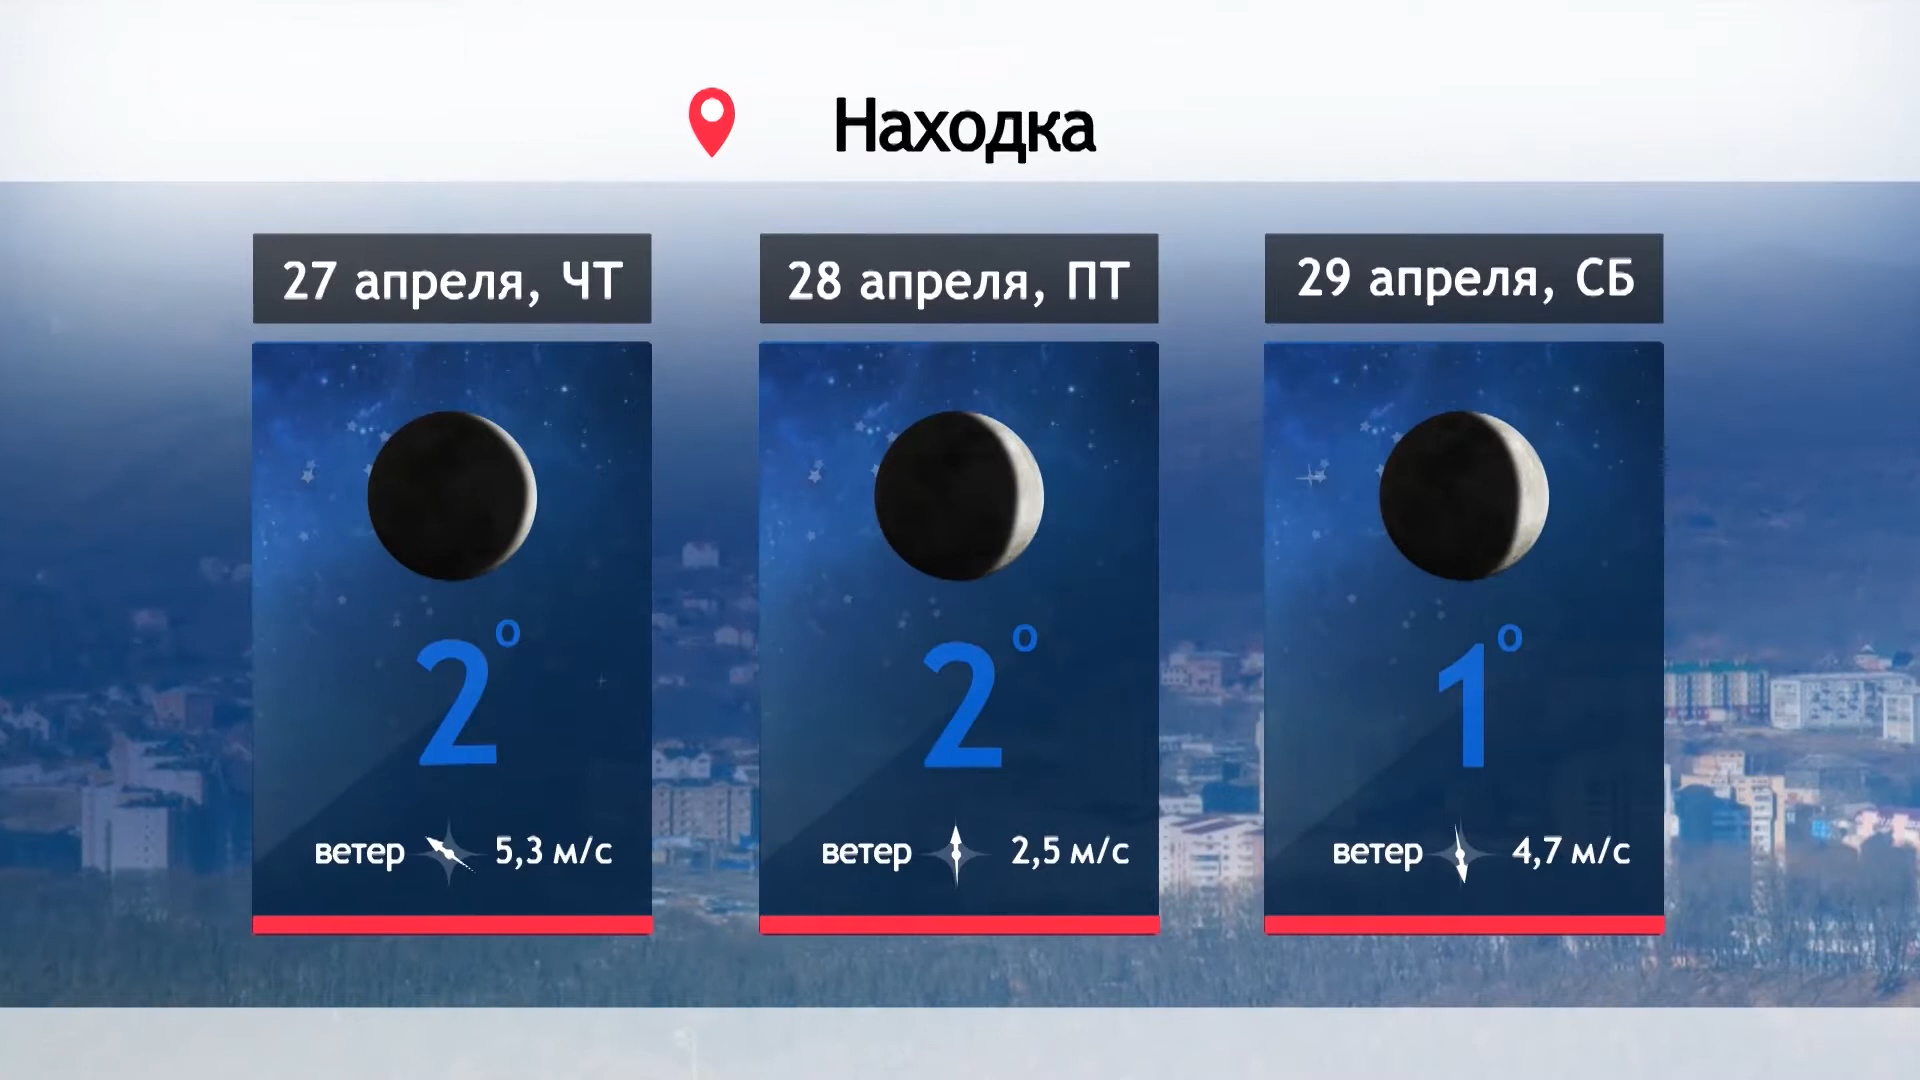 Находка
27 апреля, ЧТ
28 апреля, ПТ
29 апреля, СБ
2°
2°
1°
ветер 5,3 м/с
ветер 2,5 м/с
ветер 4,7 м/с